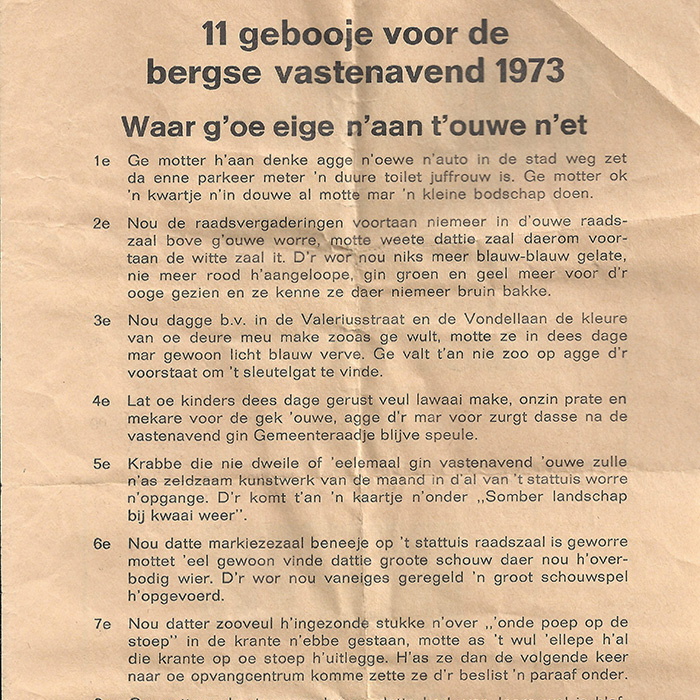 11 gebooje voor de
bergse vastenavend 1973
Waar g'oe eige n'aan t'ouwe n'et
1e Ge motter h'aan denke agge n'oewe n'auto in de stad weg zet
da enne parkeer meter 'n duure toilet juffrouw is. Ge motter ok
'n kwartje n'in douwe al motte mar 'n kleine bodschap doen.
2e Nou de raadsvergaderingen voortaan niemeer in d'ouwe raads-
zaal bove g'ouwe worre, motte weete dattie zaal daerom voor-
taan de witte zaal it. D'r wor nou niks meer blauw-blauw gelate,
nie meer rood h'aangeloope, gin groen en geel meer voor d'r
ooge gezien en ze kenne ze daer niemeer bruin bakke.
3e Nou dagge b.v. in de Valeriusstraat en de Vondellaan de kleure
van oe deure meu make zooas ge wult, motte ze in dees dage
mar gewoon licht blauw verve. Ge valt t'an nie zoo op agge d'r
voorstaat om 't sleutelgat te vinde.
4e Lat oe kinders dees dage gerust veul lawaai make, onzin prate en
mekare voor de gek 'ouwe, agge d'r mar voor zurgt dasse na de
vastenavend gin Gemeenteraadje blijve speule.
5e Krabbe die nie dweile of 'eelemaal gin vastenavend 'ouwe zulle
n'as zeldzaam kunstwerk van de maand in d'al van 't stattuis worre
n'opgange. D'r komt t'an 'n kaartje n'onder „Somber landschap
bij kwaai weer".
6e Nou datte markiezezaal beneeje op 't stattuis raadszaal is geworre
mottet 'eel gewoon vinde dattie groote schouw daer nou h'over-
bodig wier. D'r wor nou vaneiges geregeld 'n groot schouwspel
h'opgevoerd.
7e Nou datter zooveul h'ingezonde stukke n'over „'onde poep op de
stoep" in de krante n'ebbe gestaan, motte as 't wul 'ellepe h'al
die krante op oe stoep h'uitlegge. H'as ze dan de volgende keer
naar oe opvangcentrum komme zette ze d'r beslist 'n paraaf onder.